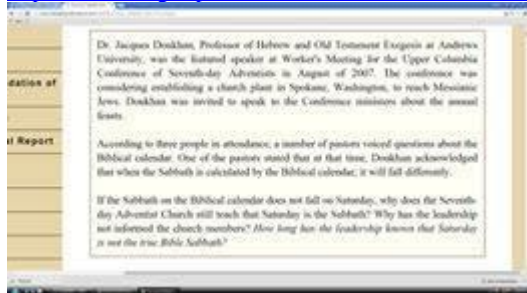 dation of
al Report
Dr. Jacques Doukhan, Professor of Hebrew and Old Testament Exegesis at Andrews
University, was the featured speaker at Worker's Meeting for the Upper Columbia
Conference of Seventh-day Adventists in August of 2007. The conference was
considering establishing a church plant in Spokane, Washington, to reach Messianic
Jews. Doukhan was invited to speak to the Conference ministers about the annual
feasts.
According to three people in attendance, a number of pastors voiced questions about the
Biblical calendar. One of the pastors stated that at that time, Doukhan acknowledged
that when the Sabbath is calculated by the Biblical calendar, it will fall differently.
If the Sabbath on the Biblical calendar does not fall on Saturday, why does the Seventh-
day Adventist Church still teach that Saturday is the Sabbath? Why has the leadership
not informed the church members? How long has the leadership known that Saturday
is not the true Bible Sabbath?